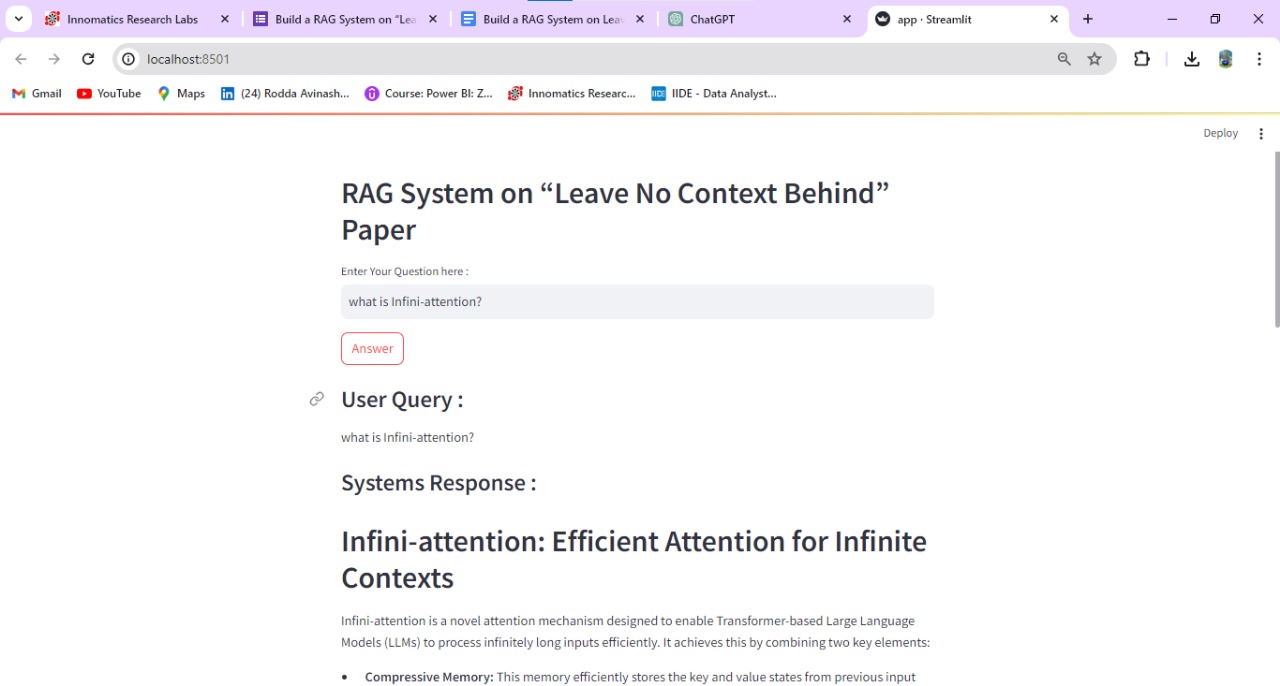 Innomatics Research Labs
Build a RAG System on “Lea
Build a RAG System on Leav
ChatGPT
app · Streamlit
localhost:8501
Gmail
YouTube
Maps
(24) Rodda Avinash...
Course: Power BI: Z...
Innomatics Researc...
IIDE - Data Analyst...
Deploy
RAG System on “Leave No Context Behind”
Paper
Enter Your Question here :
what is Infini-attention?
Answer
User Query :
what is Infini-attention?
Systems Response :
Infini-attention: Efficient Attention for Infinite
Contexts
Infini-attention is a novel attention mechanism designed to enable Transformer-based Large Language
Models (LLMs) to process infinitely long inputs efficiently. It achieves this by combining two key elements:
• Compressive Memory: This memory efficiently stores the key and value states from previous input